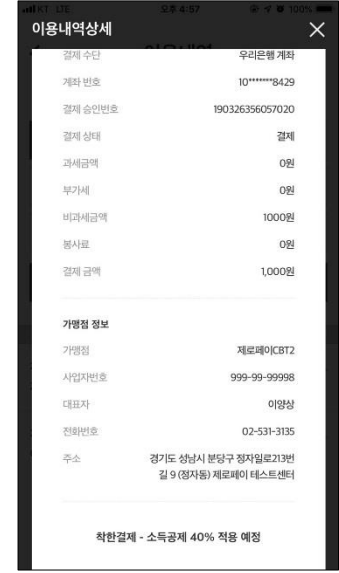 KT LTE 오후 4:57 100%
이용내역상세
결제 수단 우리은행 계좌
계좌 번호 10******8429
결제 승인번호 190326356057020
결제 상태 결제
과세금액 0원
부가세 0원
비과세금액 1000원
봉사료 0원
결제 금액 1,000원
가맹점 정보
가맹점 제로페이CBT2
사업자번호 999-99-99998
대표자 이양상
전화번호 02-531-3135
주소 경기도 성남시 분당구 정자일로213번
길 9 (정자동) 제로페이 테스트센터
착한결제 - 소득공제 40% 적용 예정